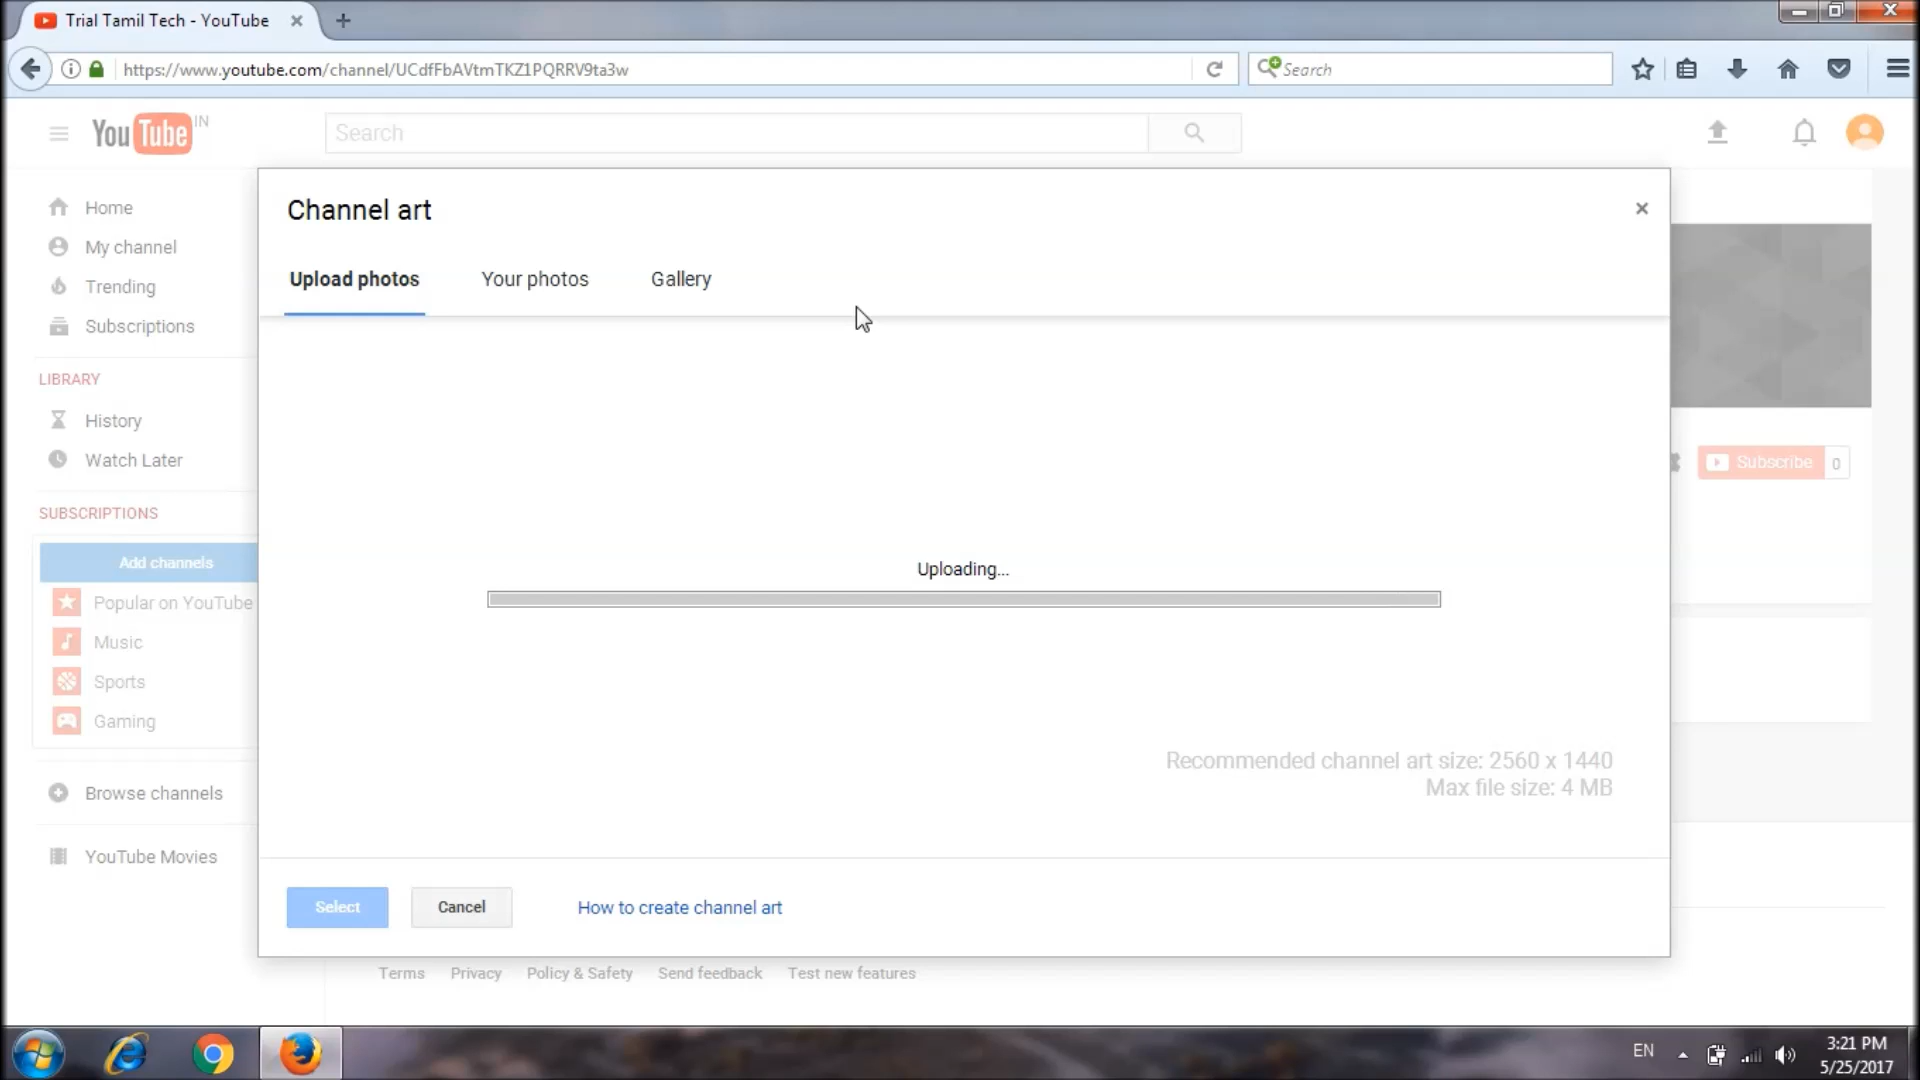 Trial Tamil Tech - YouTube
https://www.youtube.com/channel/UCdfFbAVtmTKZ1PQRRV9ta3w
Search
YouTube IN
Search
Home
My channel
Trending
Subscriptions
LIBRARY
History
Watch Later
SUBSCRIPTIONS
Add channels
Popular on YouTube
Music
Sports
Gaming
Browse channels
YouTube Movies
Channel art
Upload photos
Your photos
Gallery
Uploading...
Recommended channel art size: 2560 x 1440
Max file size: 4 MB
Select
Cancel
How to create channel art
Subscribe 0
Terms
Privacy
Policy & Safety
Send feedback
Test new features
EN
3:21 PM
5/25/2017